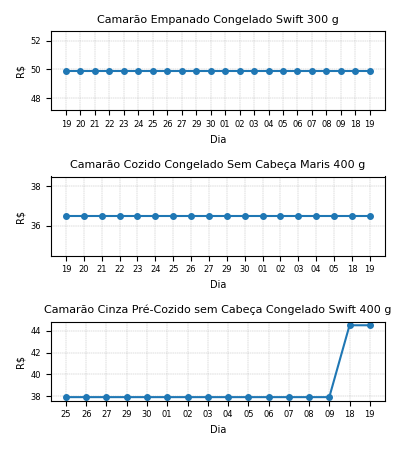 Camarão Empanado Congelado Swift 300 g
R$
52
50
48
19 20 21 22 23 24 25 26 27 29 30 01 02 03 04 05 06 07 08 09 18 19
Dia
Camarão Cozido Congelado Sem Cabeça Maris 400 g
R$
38
36
19 20 21 22 23 24 25 26 27 29 30 01 02 03 04 05 18 19
Dia
Camarão Cinza Pré-Cozido sem Cabeça Congelado Swift 400 g
R$
44
42
40
38
25 26 27 29 30 01 02 03 04 05 06 07 08 09 18 19
Dia